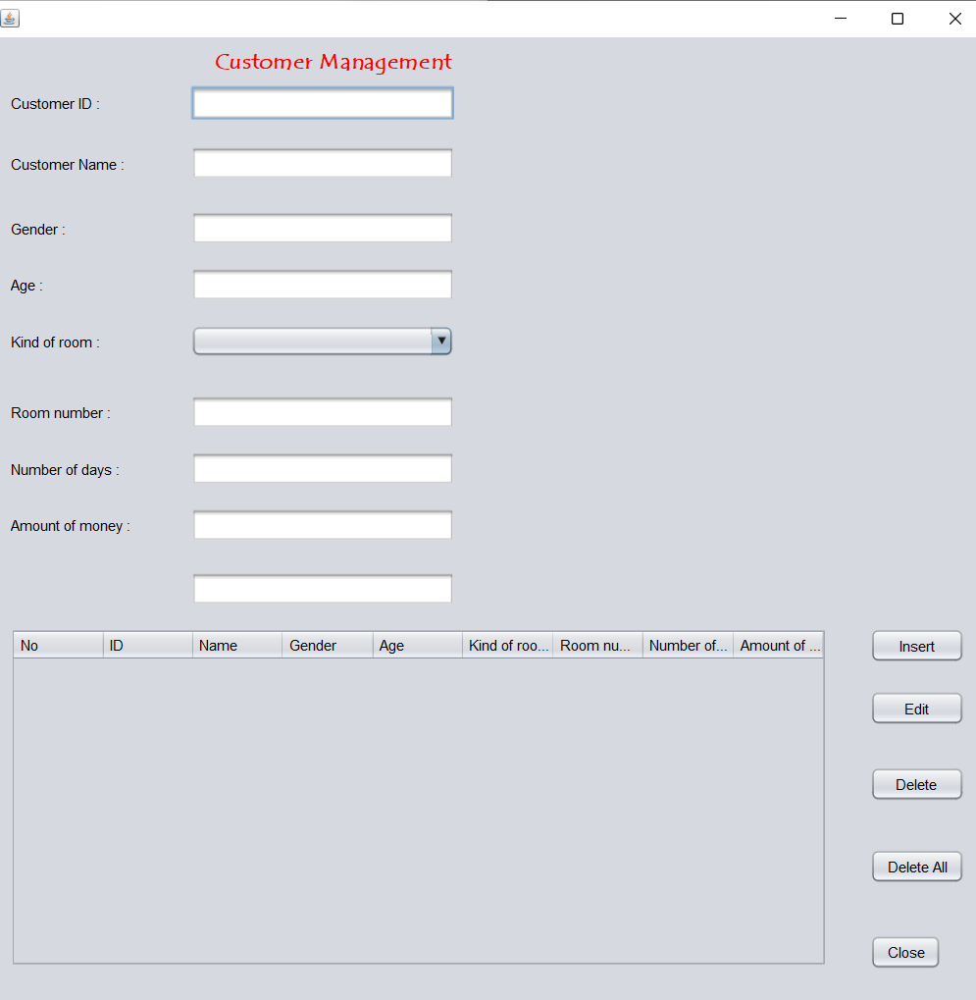 Customer Management
Customer ID :
Customer Name :
Gender :
Age :
Kind of room :
Room number :
Number of days :
Amount of money :
No ID Name Gender Age Kind of roo... Room nu... Number of... Amount of ...
Insert
Edit
Delete
Delete All
Close